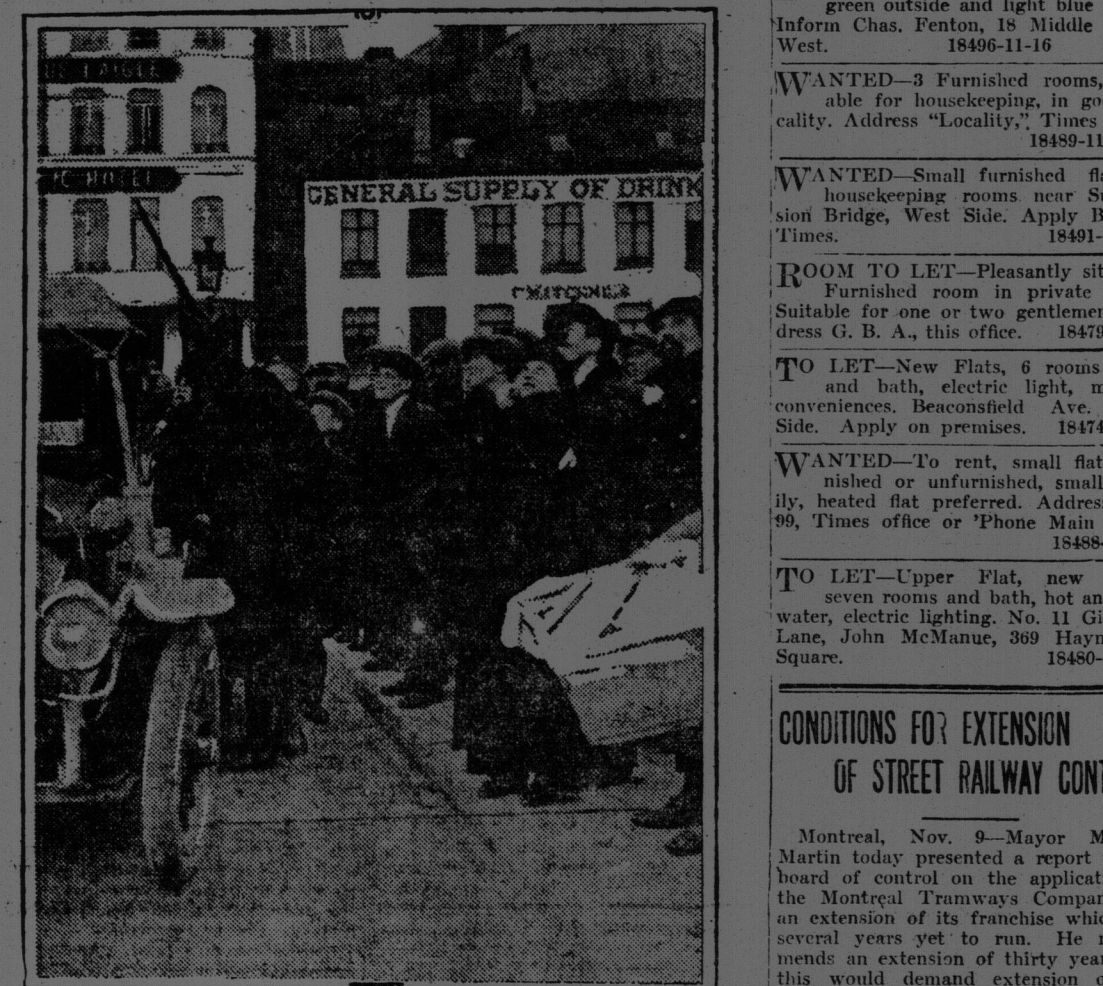 GENERAL SUPPLY OF DRINK
HOTEL
green outside and light blue
Inform Chas. Fenton, 18 Middle
West. 18496-11-16
WANTED—3 Furnished rooms,
able for housekeeping, in go
cality. Address "Locality," Times
18489-11
WANTED—Small furnished fla
housekeeping rooms near Su
sion Bridge, West Side. Apply B
Times. 18491-
ROOM TO LET—Pleasantly sit
Furnished room in private
Suitable for one or two gentlemen
dress G. B. A., this office. 18479
TO LET—New Flats, 6 rooms
and bath, electric light, m
conveniences. Beaconsfield Ave.
Side. Apply on premises. 18474
WANTED—To rent, small flat
nished or unfurnished, small
ily, heated flat preferred. Addres
99, Times office or 'Phone Main
18488-
TO LET—Upper Flat, new
seven rooms and bath, hot an
water, electric lighting. No. 11 Gi
Lane, John McManue, 369 Haym
Square. 18480-
CONDITIONS FOR EXTENSION
OF STREET RAILWAY CONT
Montreal, Nov. 9—Mayor M
Martin today presented a report
board of control on the applicat
the Montreal Tramways Compan
an extension of its franchise whic
several years yet to run. He r
mends an extension of thirty year
this would demand extension o